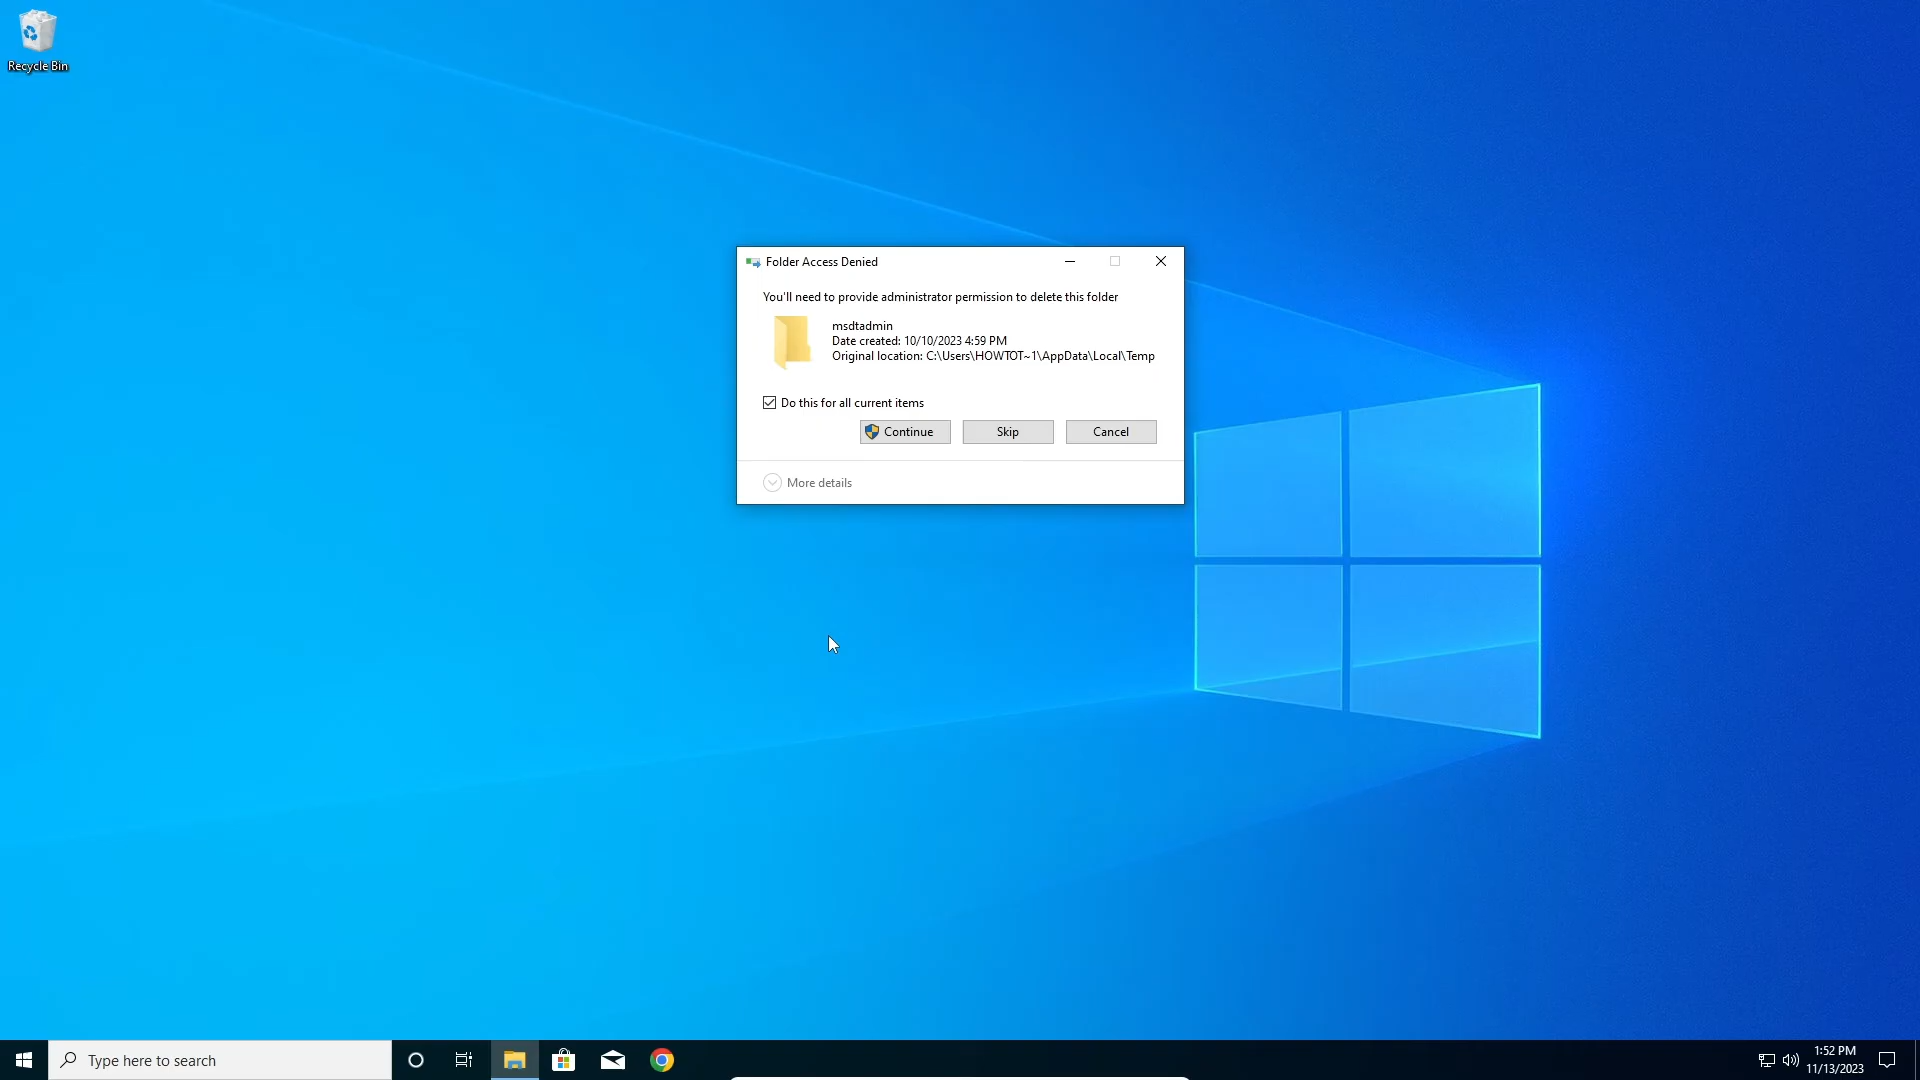 Recycle Bin
Folder Access Denied
You'll need to provide administrator permission to delete this folder
msdtadmin
Date created: 10/10/2023 4:59 PM
Original location: C:\Users\HOWTOT~1\AppData\Local\Temp
Do this for all current items
Continue
Skip
Cancel
More details
Type here to search
1:52 PM
11/13/2023